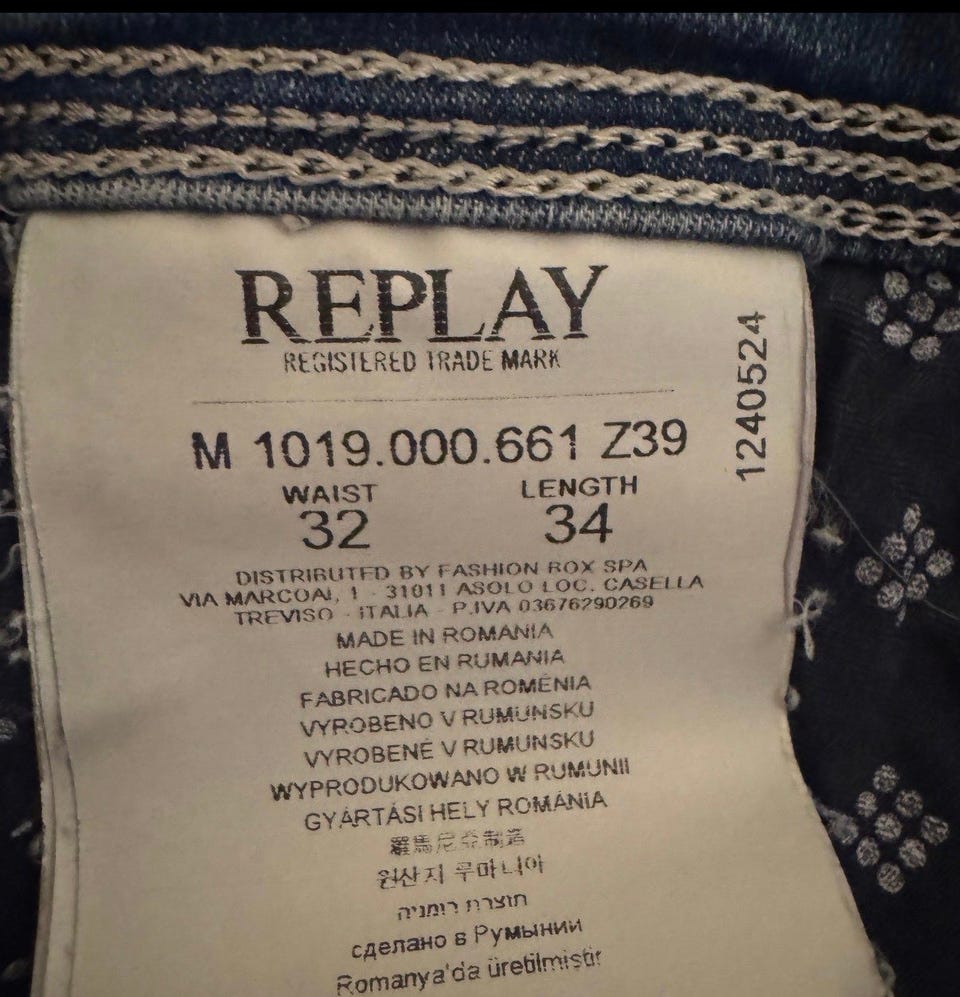 REPLAY
REGISTERED TRADE MARK
M 1019.000.661 Z39
12405524
WAIST LENGTH
32 34
DISTRIBUTED BY FASHION BOX SPA
VIA MARCOAI, 1 - 31011 ASOLO LOC. CASELLA
TREVISO - ITALIA - P.IVA 03676290269
MADE IN ROMANIA
HECHO EN RUMANIA
FABRICADO NA ROMÉNIA
VYROBENO V RUMUNSKU
VYROBENÉ V RUMUNSKU
WYPRODUKOWANO W RUMUNII
GYÁRTÁSI HELY ROMÁNIA
羅馬尼亞制造
원산지 루마니아
תוצרת רומניה
сделано в Румынии
Romanya'da üretilmistir